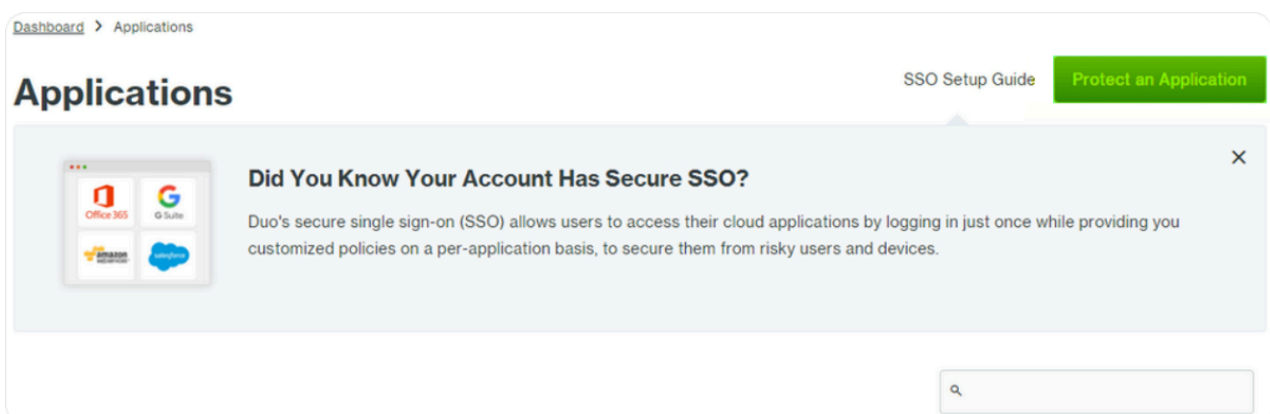 Dashboard > Applications
Applications
SSO Setup Guide
Protect an Application
Did You Know Your Account Has Secure SSO?
Office 365
G Suite
Duo's secure single sign-on (SSO) allows users to access their cloud applications by logging in just once while providing you
customized policies on a per-application basis, to secure them from risky users and devices.
amazon
salesforce